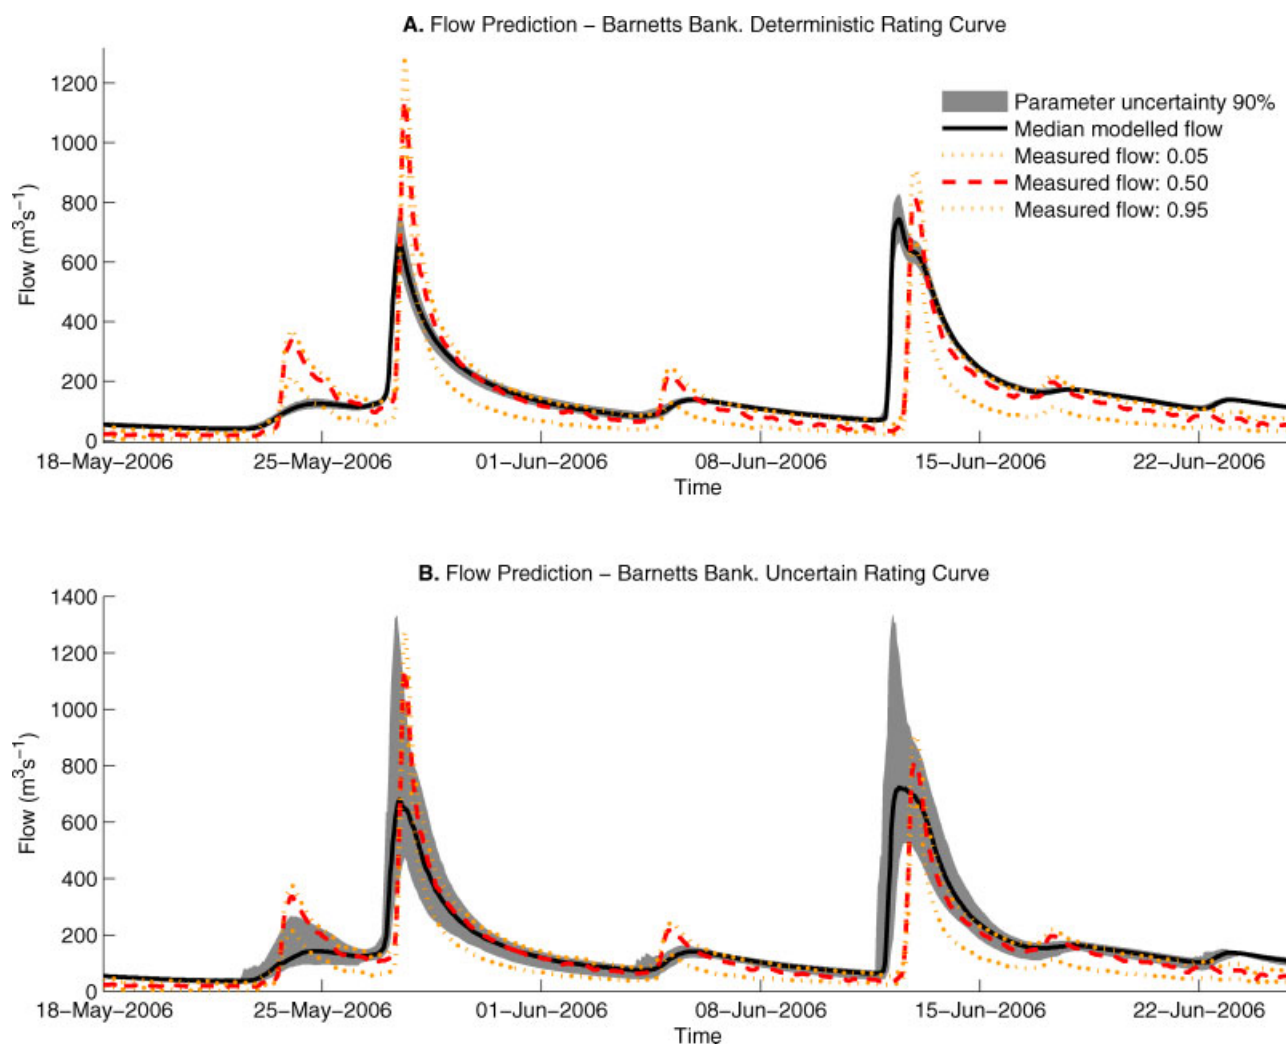 A. Flow Prediction – Barnetts Bank. Deterministic Rating Curve
Flow (m³s⁻¹)
1200
1000
800
600
400
200
0
Parameter uncertainty 90%
Median modelled flow
Measured flow: 0.05
Measured flow: 0.50
Measured flow: 0.95
18–May–2006 25–May–2006 01–Jun–2006 08–Jun–2006 15–Jun–2006 22–Jun–2006
Time
B. Flow Prediction – Barnetts Bank. Uncertain Rating Curve
Flow (m³s⁻¹)
1400
1200
1000
800
600
400
200
0
18–May–2006 25–May–2006 01–Jun–2006 08–Jun–2006 15–Jun–2006 22–Jun–2006
Time